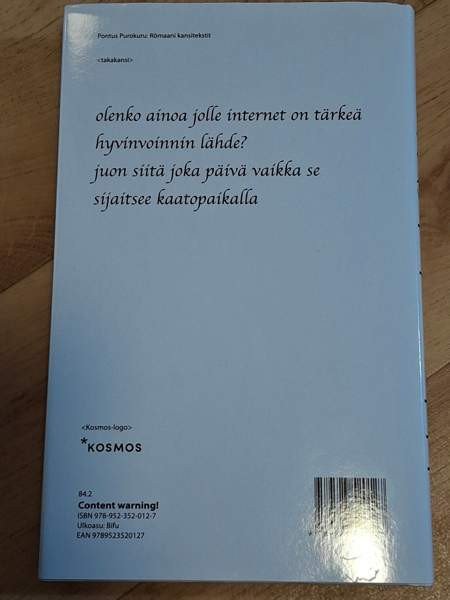 Pontus Purokuru: Römaani kansitekstit
<takakansi>
olenko ainoa jolle internet on tärkeä
hyvinvoinnin lähde?
juon siitä joka päivä vaikka se
sijaitsee kaatopaikalla
<Kosmos-logo>
*KOSMOS
84.2
Content warning!
ISBN 978-952-352-012-7
Ulkoasu: Bifu
EAN 9789523520127